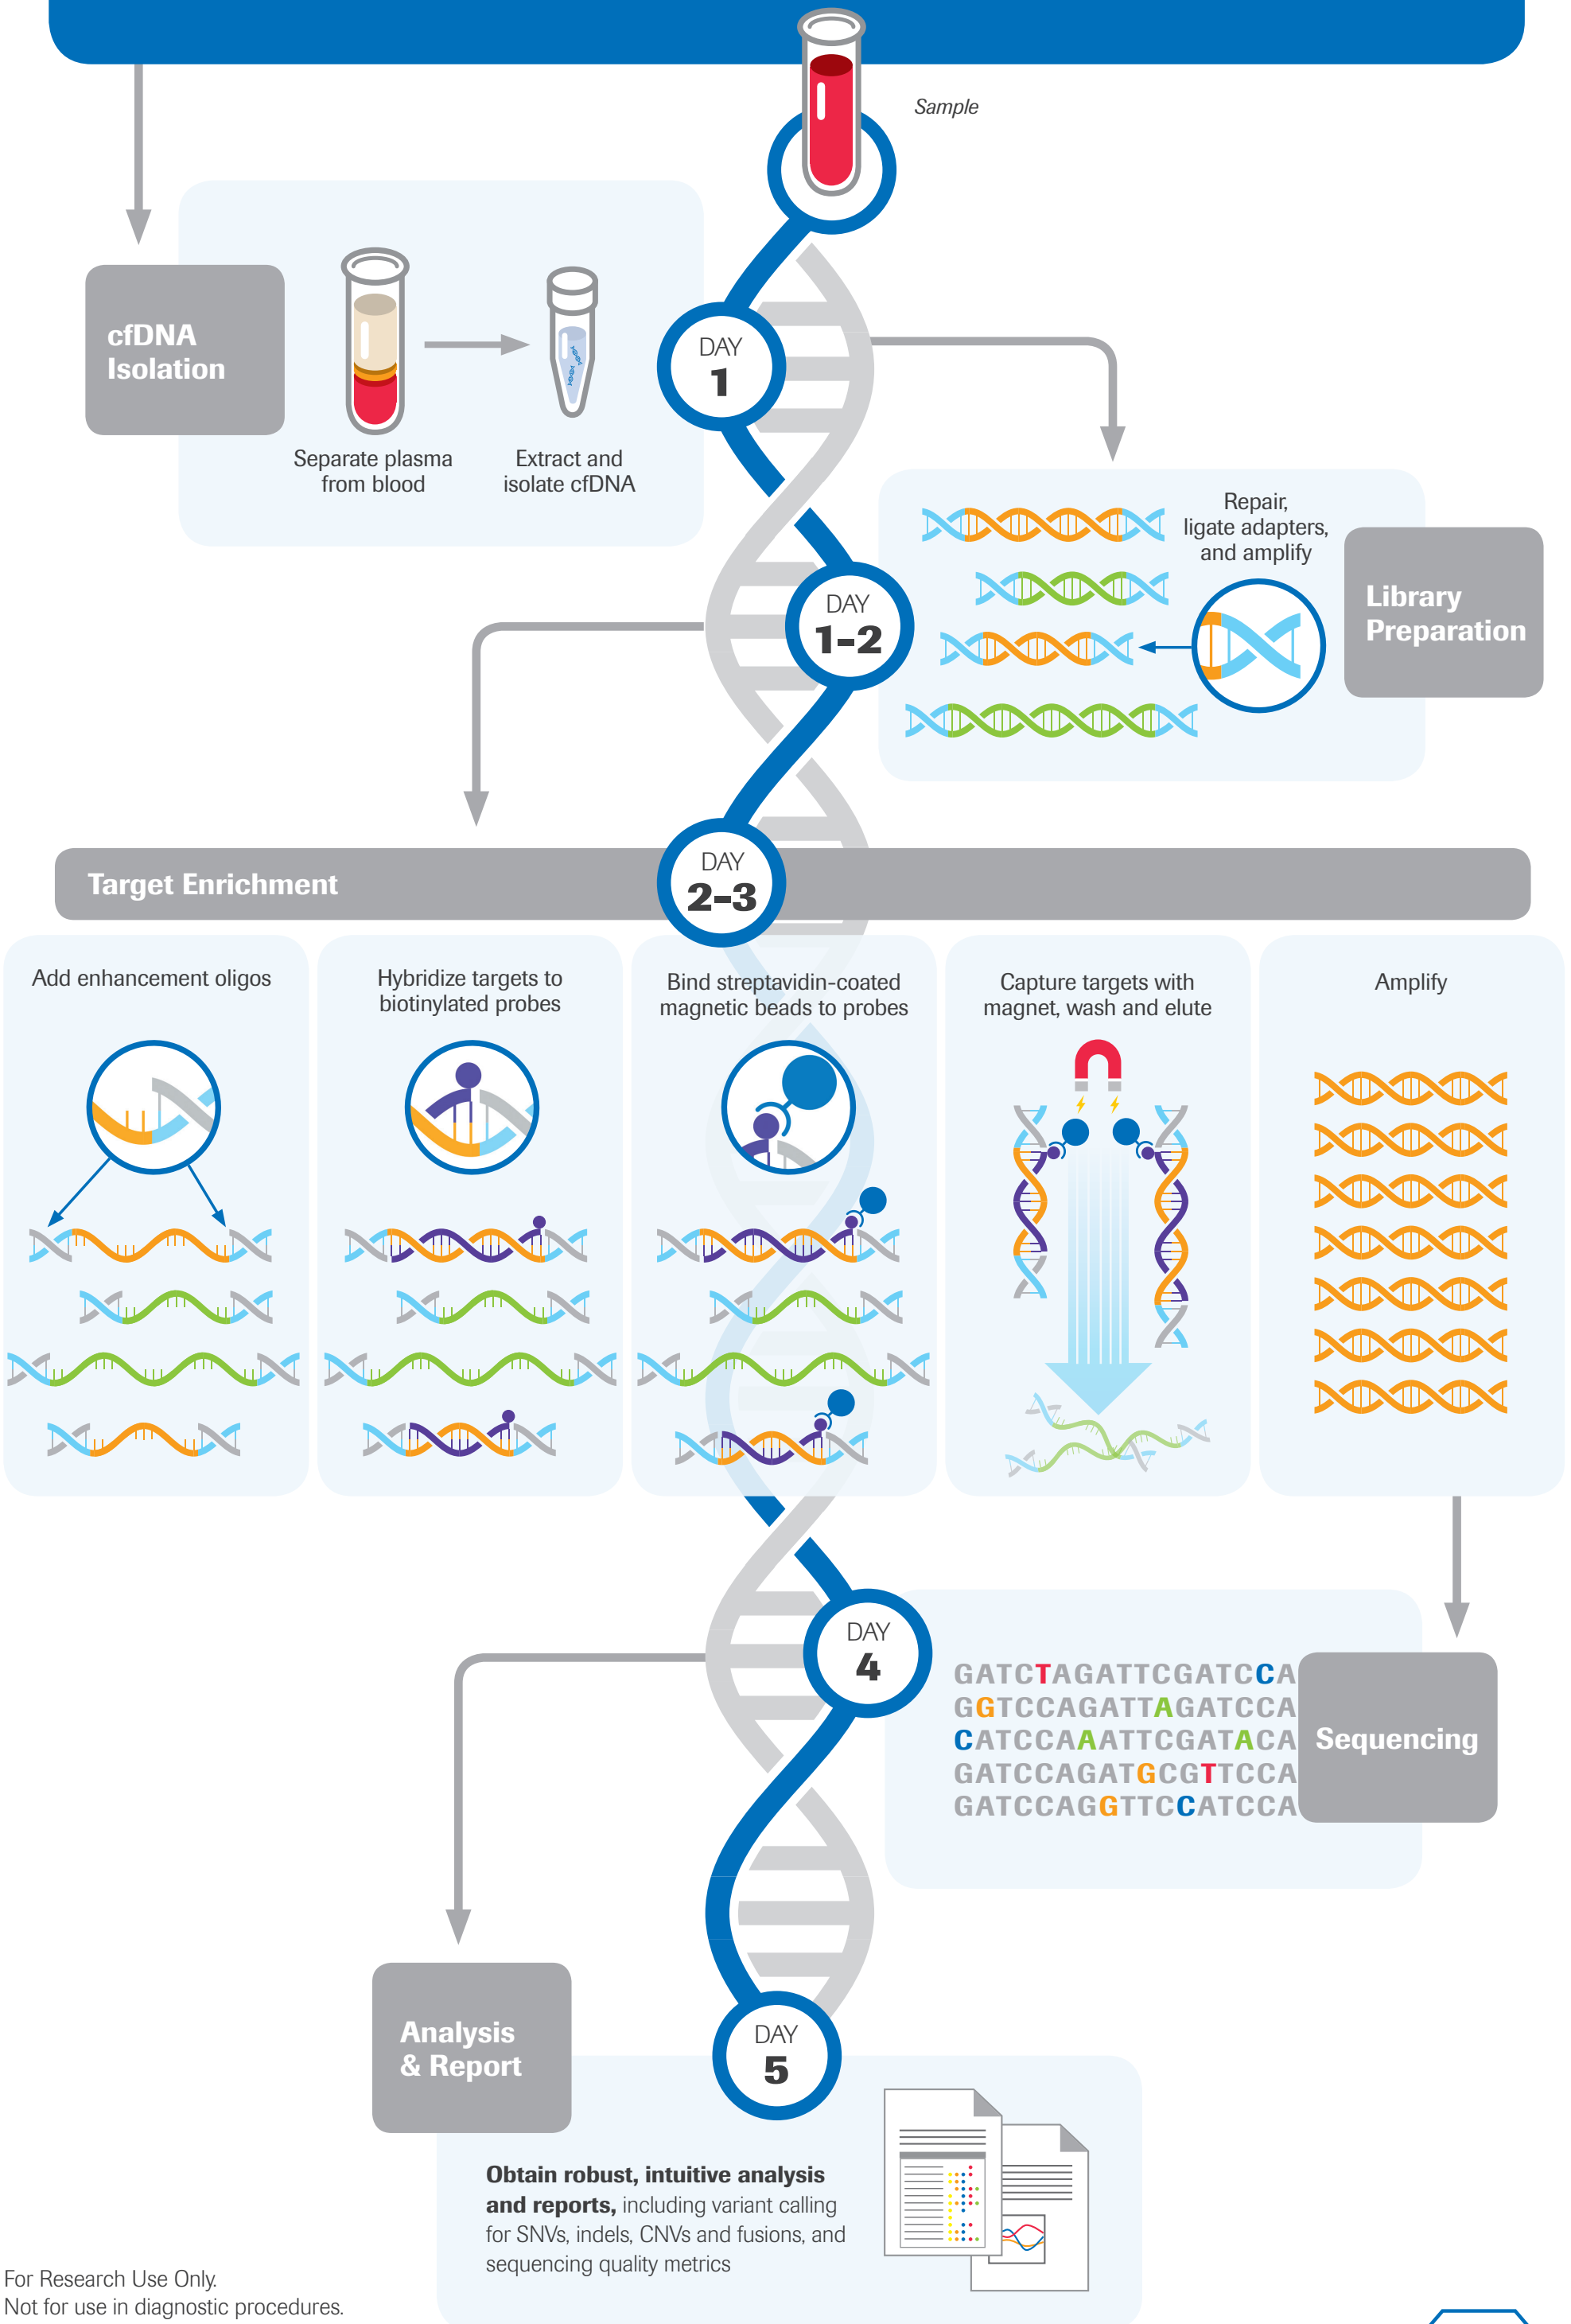 Sample
cfDNA
Isolation
Separate plasma
from blood
Extract and
isolate cfDNA
DAY
1
Repair,
ligate adapters,
and amplify
Library
Preparation
DAY
1-2
Target Enrichment
DAY
2-3
Add enhancement oligos
Hybridize targets to
biotinylated probes
Bind streptavidin-coated
magnetic beads to probes
Capture targets with
magnet, wash and elute
Amplify
DAY
4
GATCTAGATTCGATCCA
GGTCCAGATTAGATCCA
CATCCAAATTCGATACA
GATCCAGATGCGTTCCA
GATCCAGGTTCCATCCA
Sequencing
Analysis
& Report
DAY
5
Obtain robust, intuitive analysis
and reports, including variant calling
for SNVs, indels, CNVs and fusions, and
sequencing quality metrics
For Research Use Only.
Not for use in diagnostic procedures.